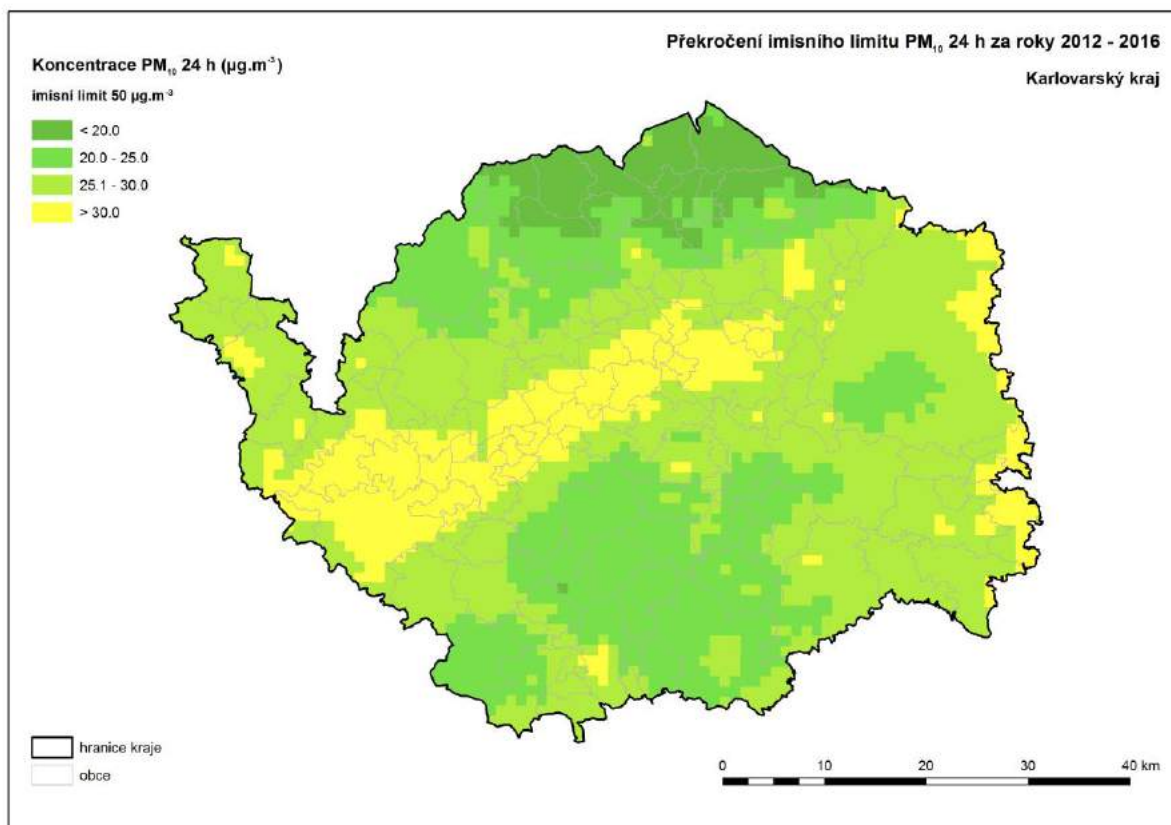 Překročení imisního limitu PM₁₀ 24 h za roky 2012 - 2016
Karlovarský kraj
Koncentrace PM₁₀ 24 h (µg.m⁻³)
imisní limit 50 µg.m⁻³
< 20.0
20.0 - 25.0
25.1 - 30.0
> 30.0
hranice kraje
obce
0 10 20 30 40 km